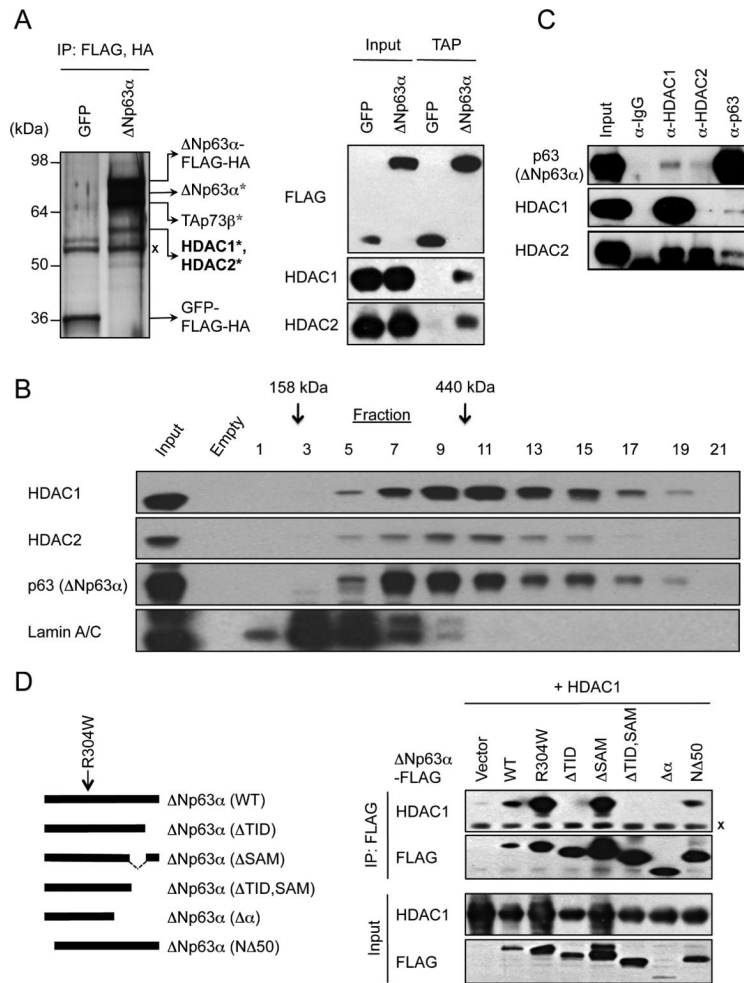 A
IP: FLAG, HA
GFP
ΔNp63α
(kDa)
98
64
50
36
ΔNp63α-
FLAG-HA
ΔNp63α*
TAp73β*
x
HDAC1*,
HDAC2*
GFP-
FLAG-HA
Input TAP
GFP
ΔNp63α
GFP
ΔNp63α
FLAG
HDAC1
HDAC2
C
Input
α-IgG
α-HDAC1
α-HDAC2
α-p63
p63
(ΔNp63α)
HDAC1
HDAC2
B
158 kDa 440 kDa
Fraction
Input Empty 1 3 5 7 9 11 13 15 17 19 21
HDAC1
HDAC2
p63 (ΔNp63α)
Lamin A/C
D
R304W
ΔNp63α (WT)
ΔNp63α (ΔTID)
ΔNp63α (ΔSAM)
ΔNp63α (ΔTID,SAM)
ΔNp63α (Δα)
ΔNp63α (NΔ50)
+ HDAC1
ΔNp63α
-FLAG
Vector
WT
R304W
ΔTID
ΔSAM
ΔTID,SAM
Δα
NΔ50
IP: FLAG
HDAC1
x
FLAG
Input
HDAC1
FLAG